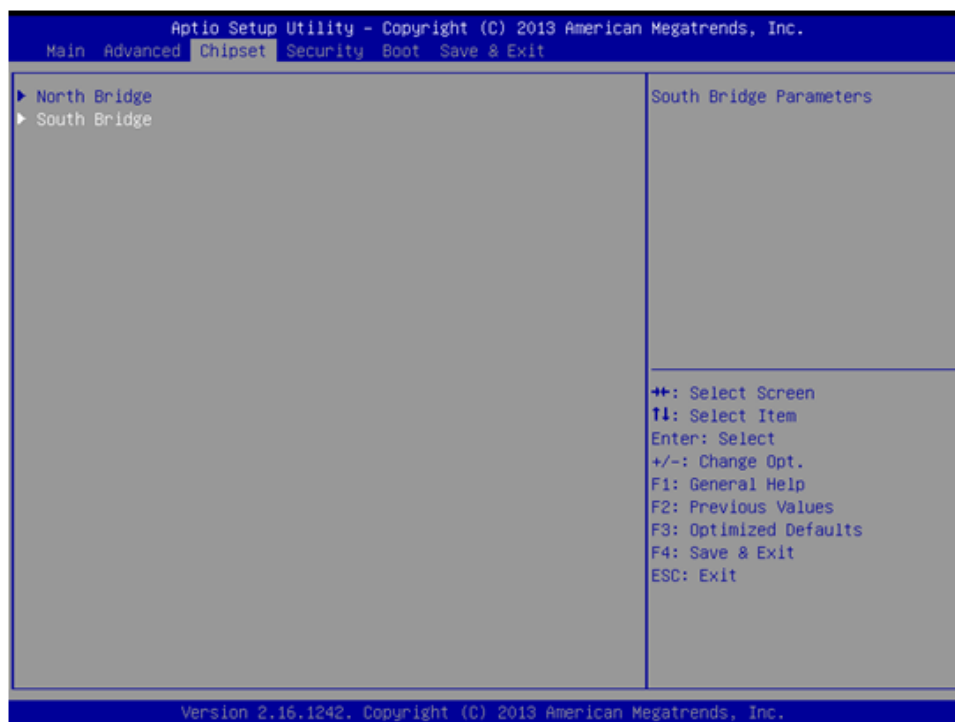 Aptio Setup Utility – Copyright (C) 2013 American Megatrends, Inc.
Main Advanced Chipset Security Boot Save & Exit
▶ North Bridge
▶ South Bridge
South Bridge Parameters
→←: Select Screen
↑↓: Select Item
Enter: Select
+/-: Change Opt.
F1: General Help
F2: Previous Values
F3: Optimized Defaults
F4: Save & Exit
ESC: Exit
Version 2.16.1242. Copyright (C) 2013 American Megatrends, Inc.